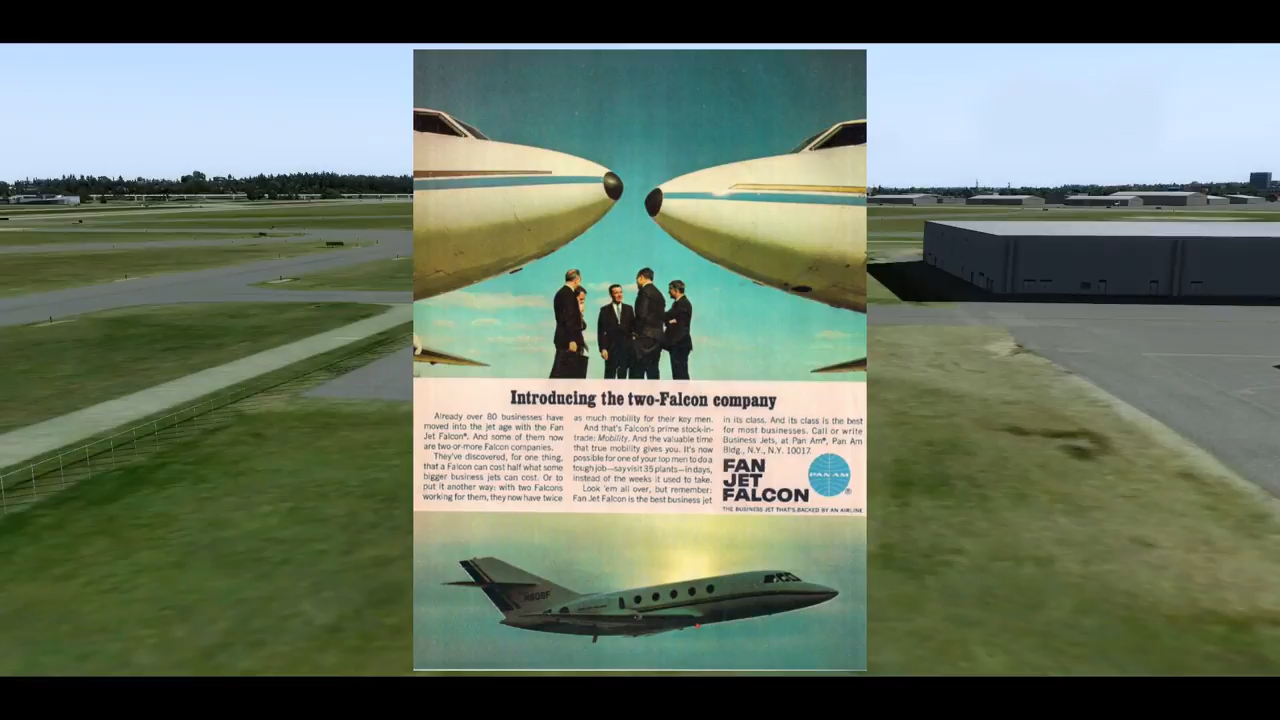 Introducing the two-Falcon company
Already over 80 businesses have
moved into the jet age with the Fan
Jet Falcon®. And some of them now
are two-or-more Falcon companies.
They've discovered, for one thing,
that a Falcon can cost half what some
bigger business jets can cost. Or to
put it another way: with two Falcons
working for them, they now have twice
as much mobility for their key men.
And that's Falcon's prime stock-in-
trade: Mobility. And the valuable time
that true mobility gives you. It's now
possible for one of your top men to do a
tough job—say visit 35 plants—in days,
instead of the weeks it used to take.
Look 'em all over, but remember:
Fan Jet Falcon is the best business jet
in its class. And its class is the best
for most businesses. Call or write
Business Jets, at Pan Am®, Pan Am
Bldg., N.Y., N.Y. 10017.
FAN
JET
FALCON
PAN AM
®
THE BUSINESS JET THAT'S BACKED BY AN AIRLINE
N808F